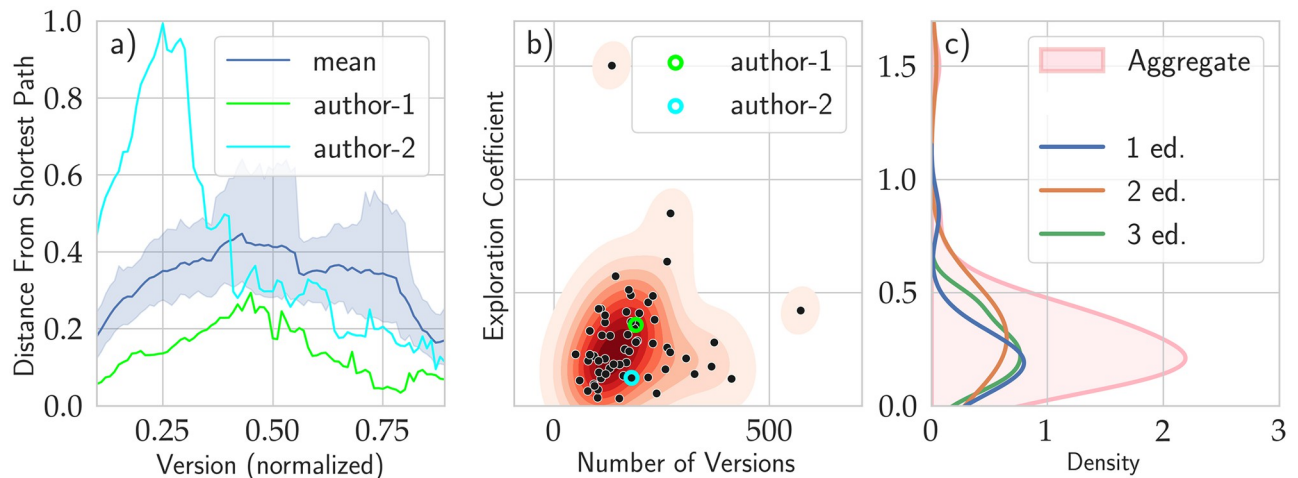 a)
Distance From Shortest Path
1.0
0.8
0.6
0.4
0.2
0.0
mean
author-1
author-2
0.25 0.50 0.75
Version (normalized)
b)
Exploration Coefficient
author-1
author-2
0 500
Number of Versions
c)
1.5
1.0
0.5
0.0
Aggregate
1 ed.
2 ed.
3 ed.
0 1 2 3
Density